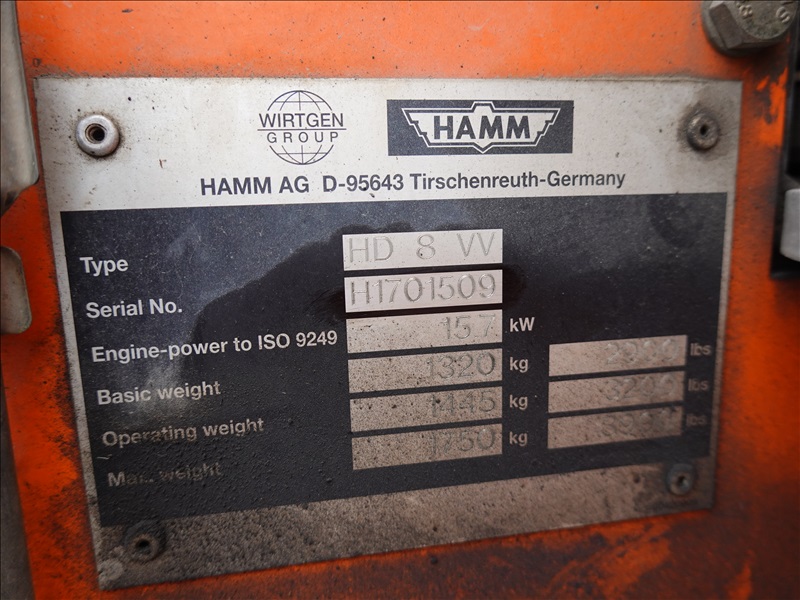 WIRTGEN
GROUP
HAMM
HAMM AG D-95643 Tirschenreuth-Germany
Type HD 8 VV
Serial No. H1701509
Engine-power to ISO 9249 15.7 kW
Basic weight 1320 kg lbs
Operating weight 1445 kg lbs
Max. weight 1750 kg lbs